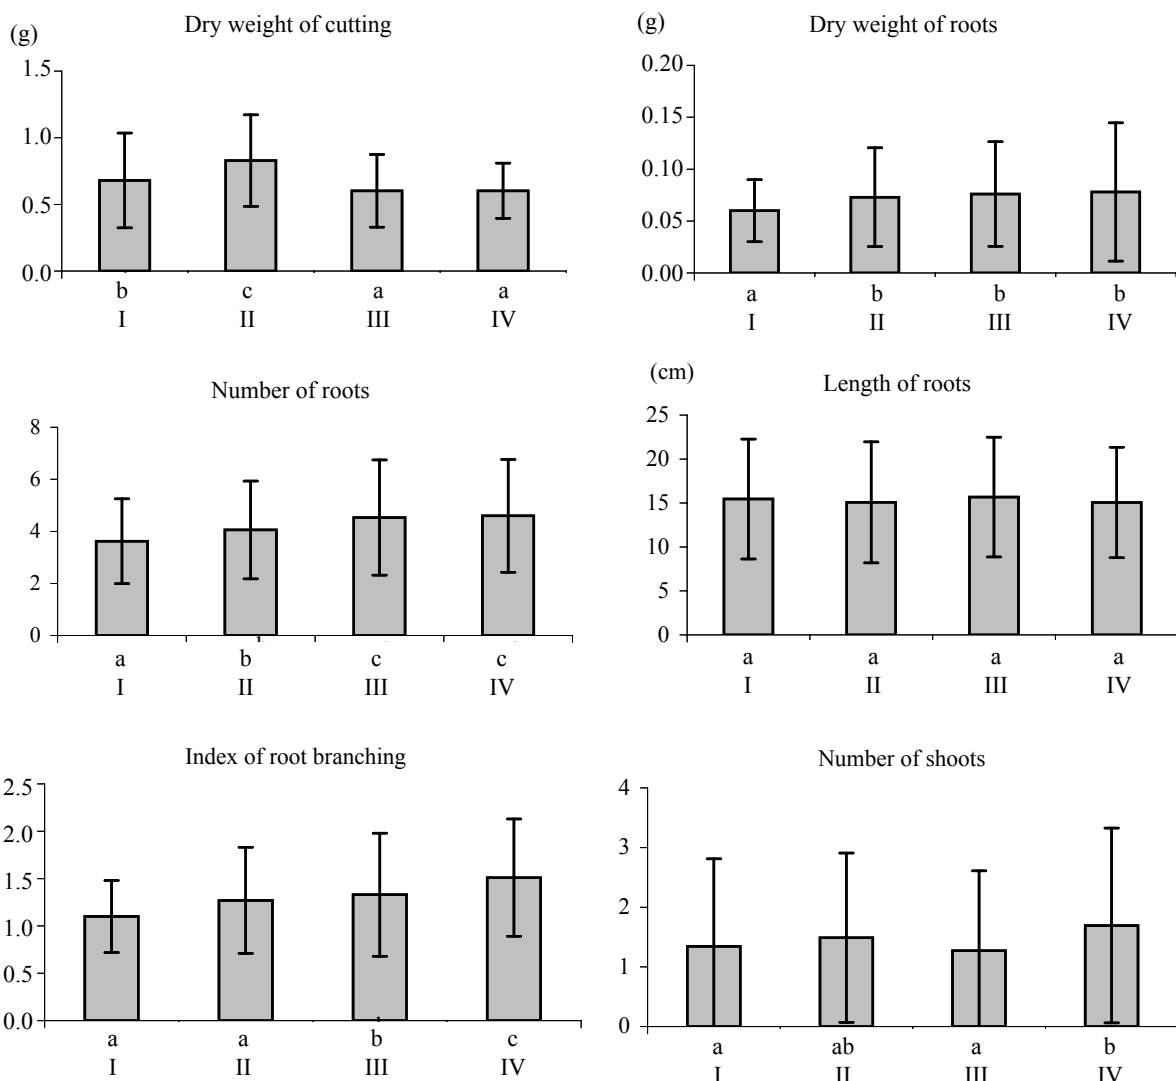 (g)
Dry weight of cutting
1.5
1.0
0.5
0.0
b c a a
I II III IV
(g)
Dry weight of roots
0.20
0.15
0.10
0.05
0.00
a b b b
I II III IV
Number of roots
8
6
4
2
0
a b c c
I II III IV
(cm)
Length of roots
25
20
15
10
5
0
a a a a
I II III IV
Index of root branching
2.5
2.0
1.5
1.0
0.5
0.0
a a b c
I II III IV
Number of shoots
4
3
2
1
0
a ab a b
I II III IV